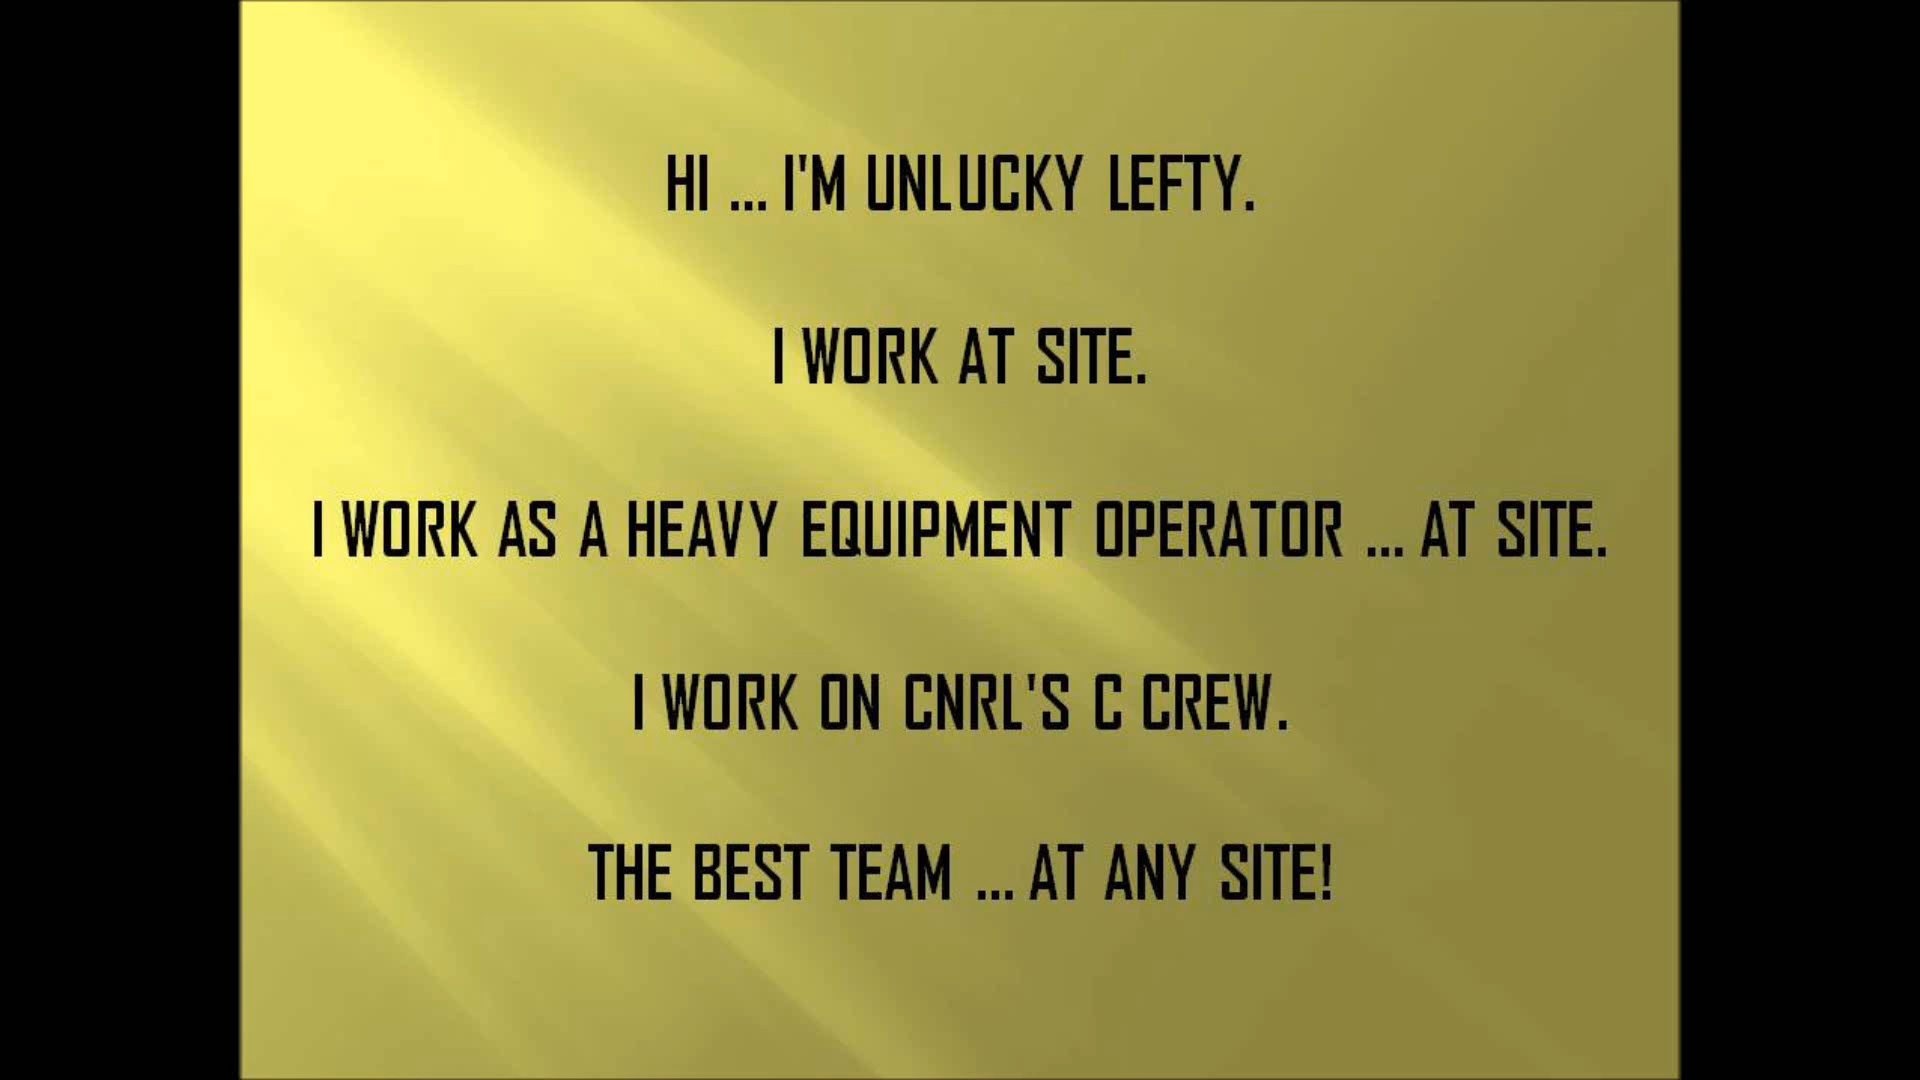 HI ... I'M UNLUCKY LEFTY.
I WORK AT SITE.
I WORK AS A HEAVY EQUIPMENT OPERATOR ... AT SITE.
I WORK ON CNRL'S C CREW.
THE BEST TEAM ... AT ANY SITE!